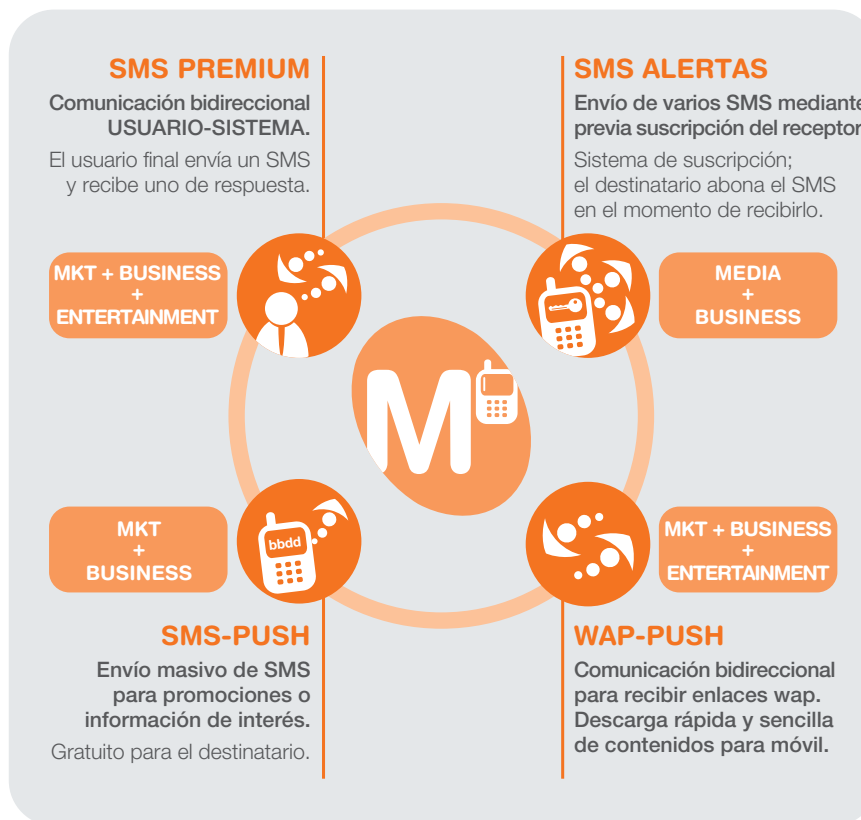 SMS PREMIUM
Comunicación bidireccional
USUARIO-SISTEMA.
El usuario final envía un SMS
y recibe uno de respuesta.
SMS ALERTAS
Envío de varios SMS mediante
previa suscripción del receptor
Sistema de suscripción;
el destinatario abona el SMS
en el momento de recibirlo.
MKT + BUSINESS
+
ENTERTAINMENT
MEDIA
+
BUSINESS
M
MKT
+
BUSINESS
bbdd
MKT + BUSINESS
+
ENTERTAINMENT
SMS-PUSH
Envío masivo de SMS
para promociones o
información de interés.
Gratuito para el destinatario.
WAP-PUSH
Comunicación bidireccional
para recibir enlaces wap.
Descarga rápida y sencilla
de contenidos para móvil.